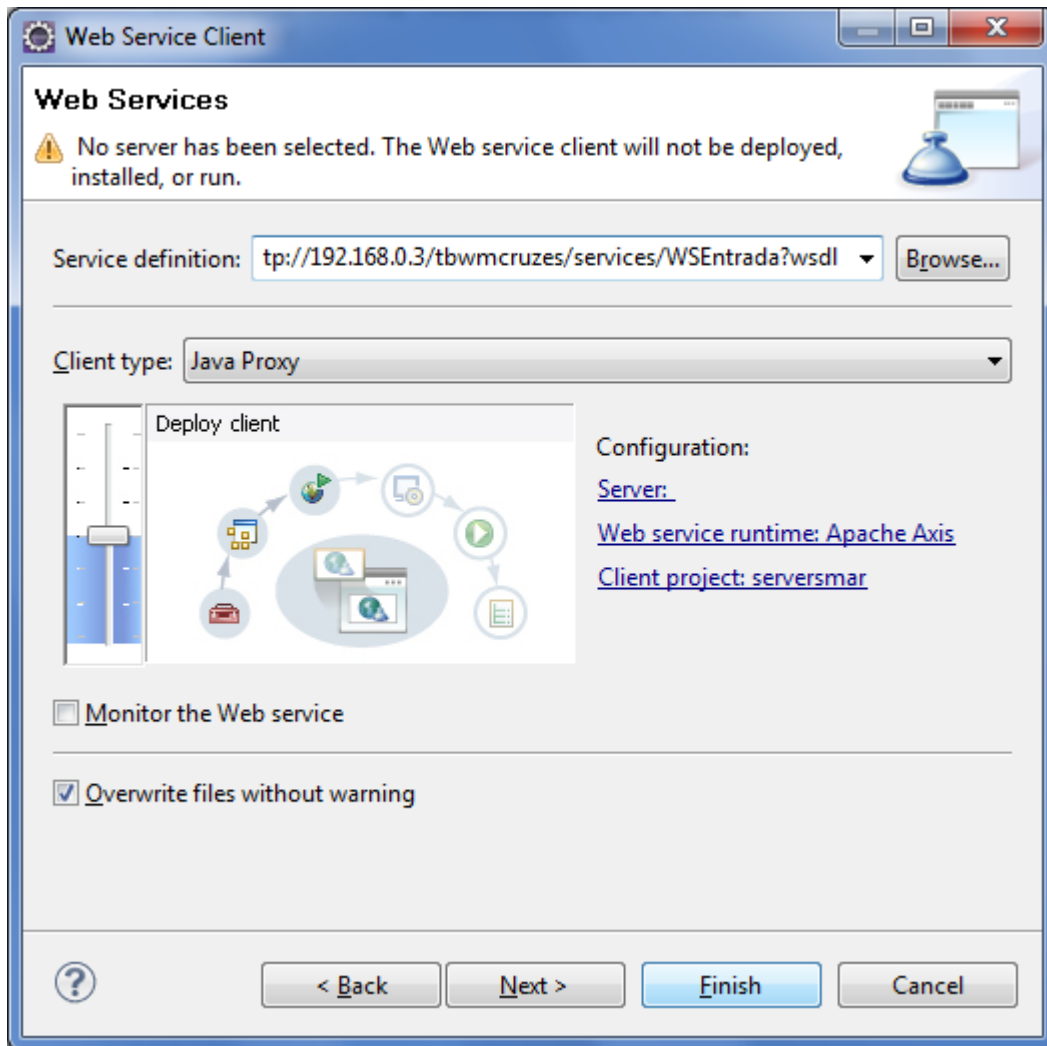 Web Service Client
Web Services
No server has been selected. The Web service client will not be deployed,
installed, or run.
Service definition: tp://192.168.0.3/tbwmcruzes/services/WSEntrada?wsdl Browse...
Client type: Java Proxy
Deploy client
Configuration:
Server:
Web service runtime: Apache Axis
Client project: serversmar
Monitor the Web service
Overwrite files without warning
? < Back Next > Finish Cancel